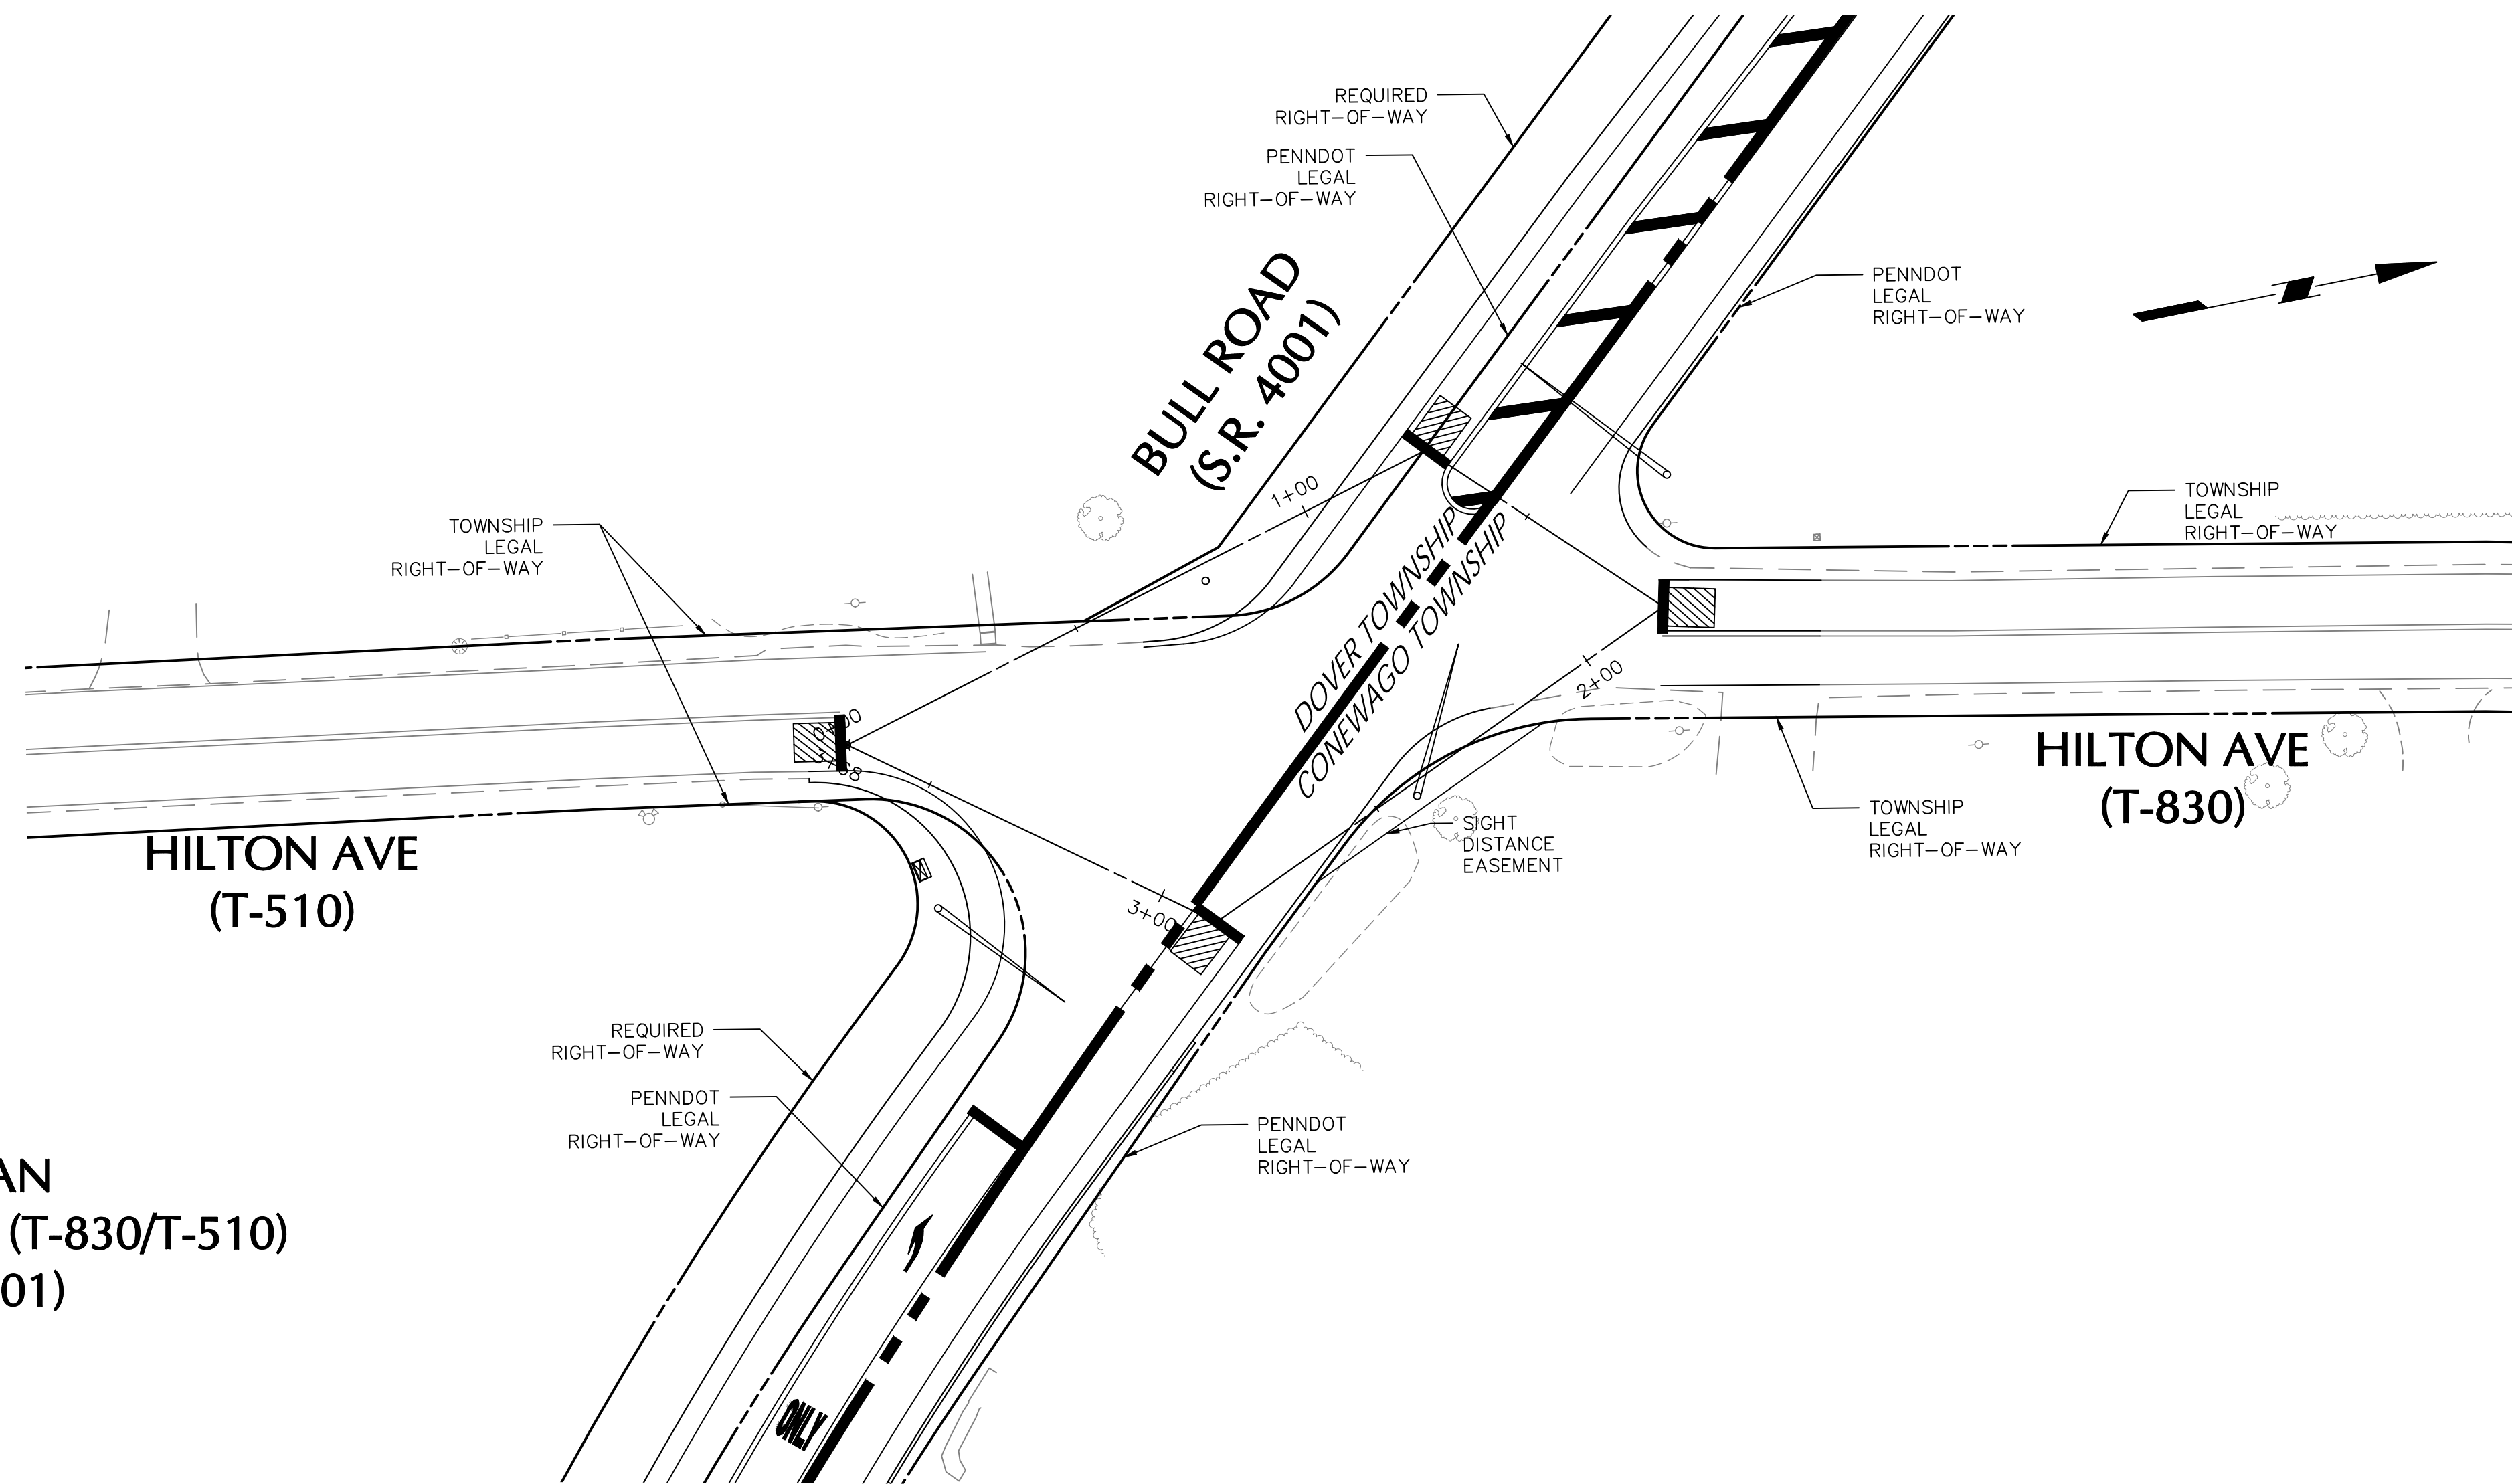 REQUIRED
RIGHT-OF-WAY
PENNDOT
LEGAL
RIGHT-OF-WAY
BULL ROAD
(S.R. 4001)
PENNDOT
LEGAL
RIGHT-OF-WAY
1+00
TOWNSHIP
LEGAL
RIGHT-OF-WAY
TOWNSHIP
LEGAL
RIGHT-OF-WAY
DOVER TOWNSHIP
CONEWAGO TOWNSHIP
2+00
HILTON AVE
(T-830)
TOWNSHIP
LEGAL
RIGHT-OF-WAY
SIGHT
DISTANCE
EASEMENT
HILTON AVE
(T-510)
3+00
REQUIRED
RIGHT-OF-WAY
PENNDOT
LEGAL
RIGHT-OF-WAY
PENNDOT
LEGAL
RIGHT-OF-WAY
AN
(T-830/T-510)
01)
ONLY